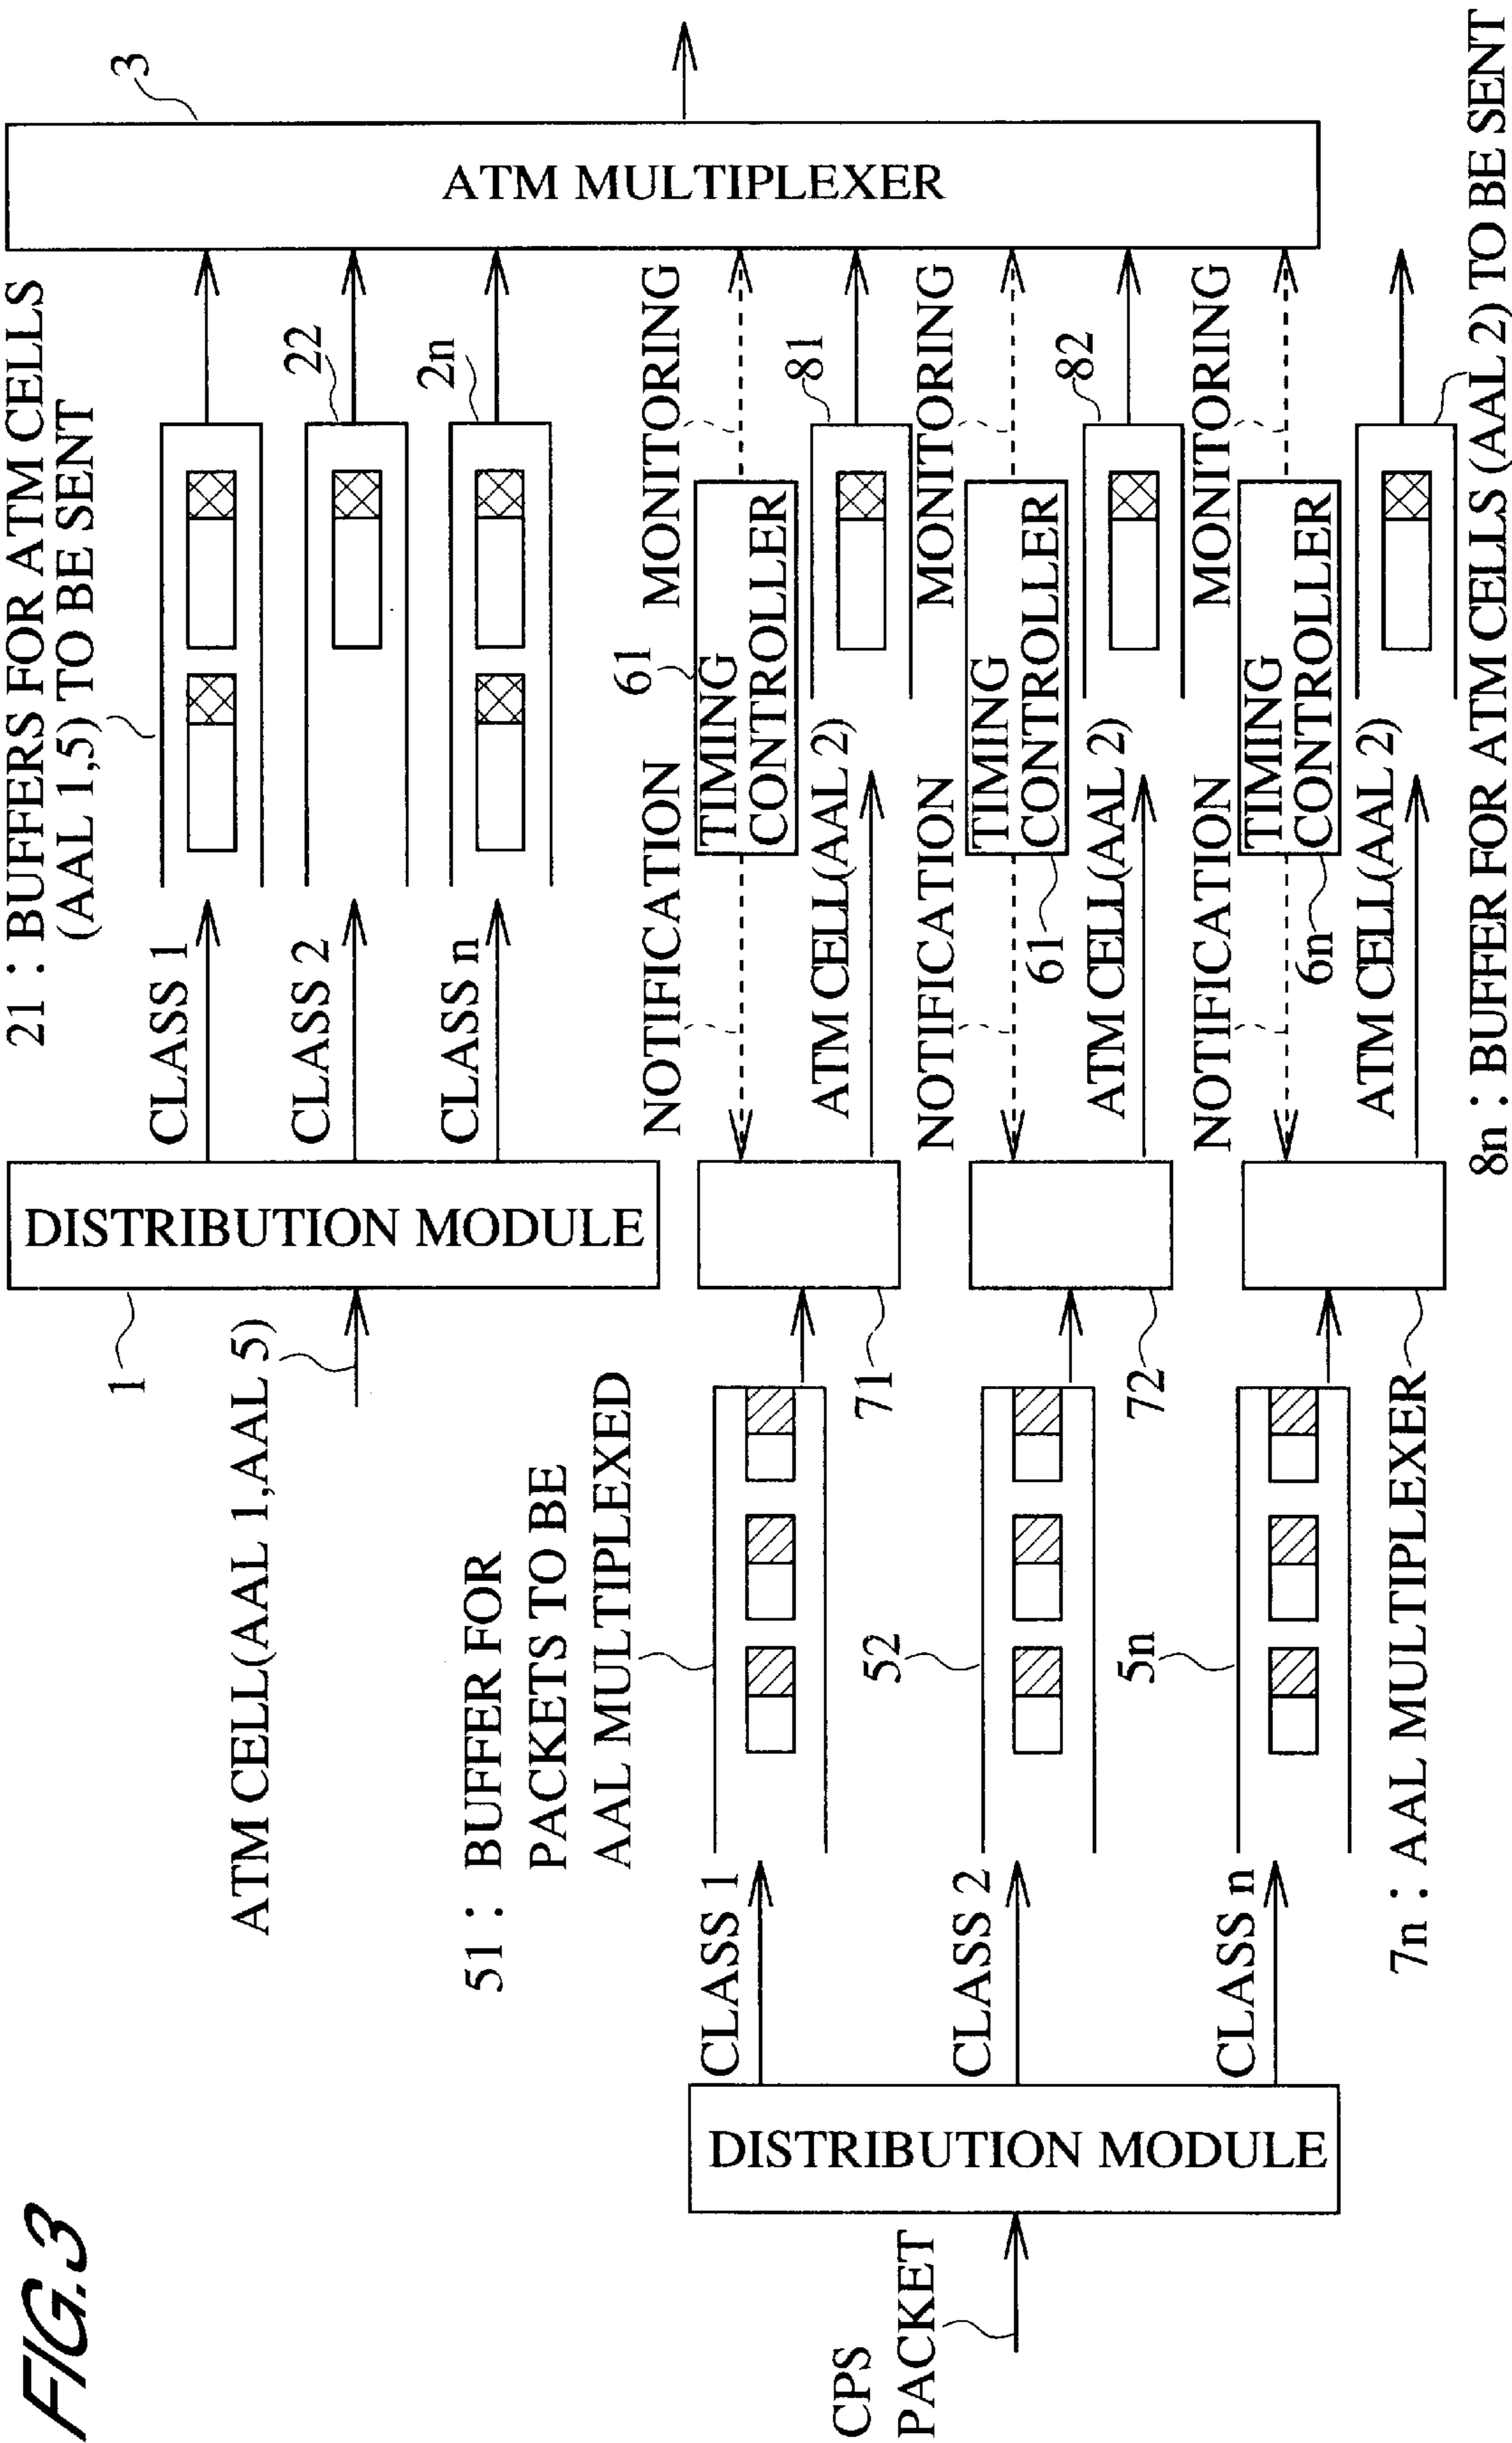 FIG.3
21 : BUFFERS FOR ATM CELLS
(AAL 1,5) TO BE SENT
3
ATM MULTIPLEXER
22
2n
CLASS 1
CLASS 2
CLASS n
DISTRIBUTION MODULE
1
ATM CELL(AAL 1,AAL 5)
51 : BUFFER FOR
PACKETS TO BE
AAL MULTIPLEXED
NOTIFICATION
61
MONITORING
TIMING
CONTROLLER
ATM CELL(AAL 2)
81
71
CLASS 1
NOTIFICATION
MONITORING
TIMING
CONTROLLER
61
ATM CELL(AAL 2)
82
52
72
CLASS 2
NOTIFICATION
MONITORING
TIMING
CONTROLLER
6n
ATM CELL(AAL 2)
5n
CLASS n
DISTRIBUTION MODULE
CPS
PACKET
7n : AAL MULTIPLEXER
8n : BUFFER FOR ATM CELLS (AAL 2) TO BE SENT